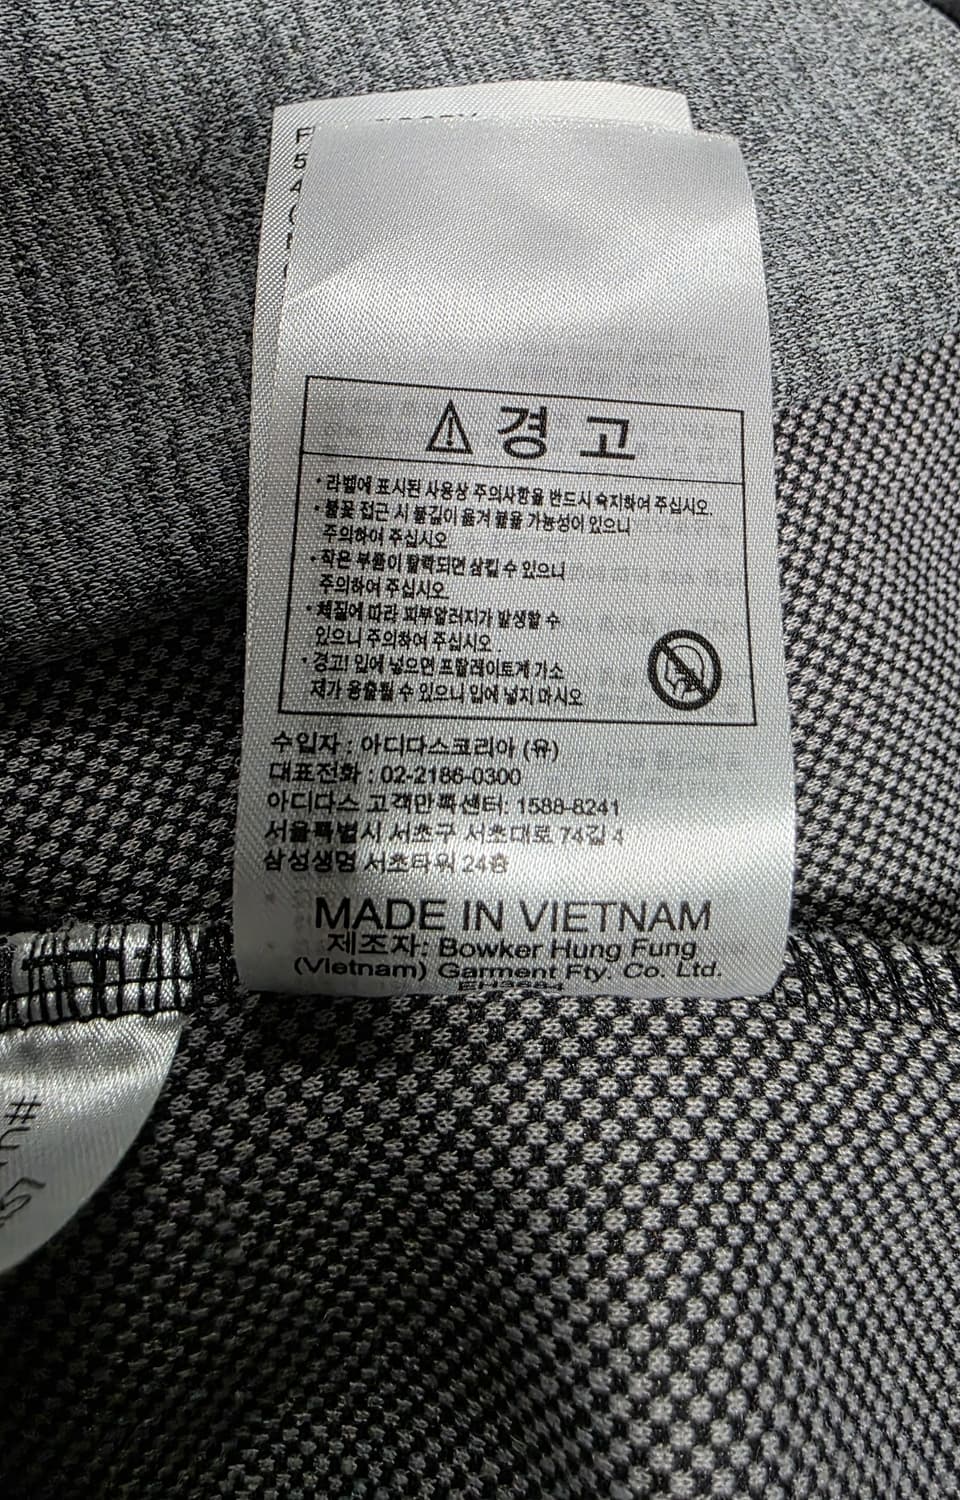 ⚠ 경 고
· 라벨에 표시된 사용상 주의사항을 반드시 숙지하여 주십시오.
· 불꽃 접근 시 불길이 옮겨 붙을 가능성이 있으니
주의하여 주십시오
· 작은 부품이 탈락되면 삼킬 수 있으니
주의하여 주십시오.
· 체질에 따라 피부알러지가 발생할 수
있으니 주의하여 주십시오.
· 경고! 입에 넣으면 프탈레이트계 가소
제가 용출될 수 있으니 입에 넣지 마시오
수입자 : 아디다스코리아 (유)
대표전화 : 02-2186-0300
아디다스 고객만족센터: 1588-8241
서울특별시 서초구 서초대로 74길 4
삼성생명 서초타워 24층
MADE IN VIETNAM
제조자: Bowker Hung Fung
(Vietnam) Garment Fty. Co. Ltd.